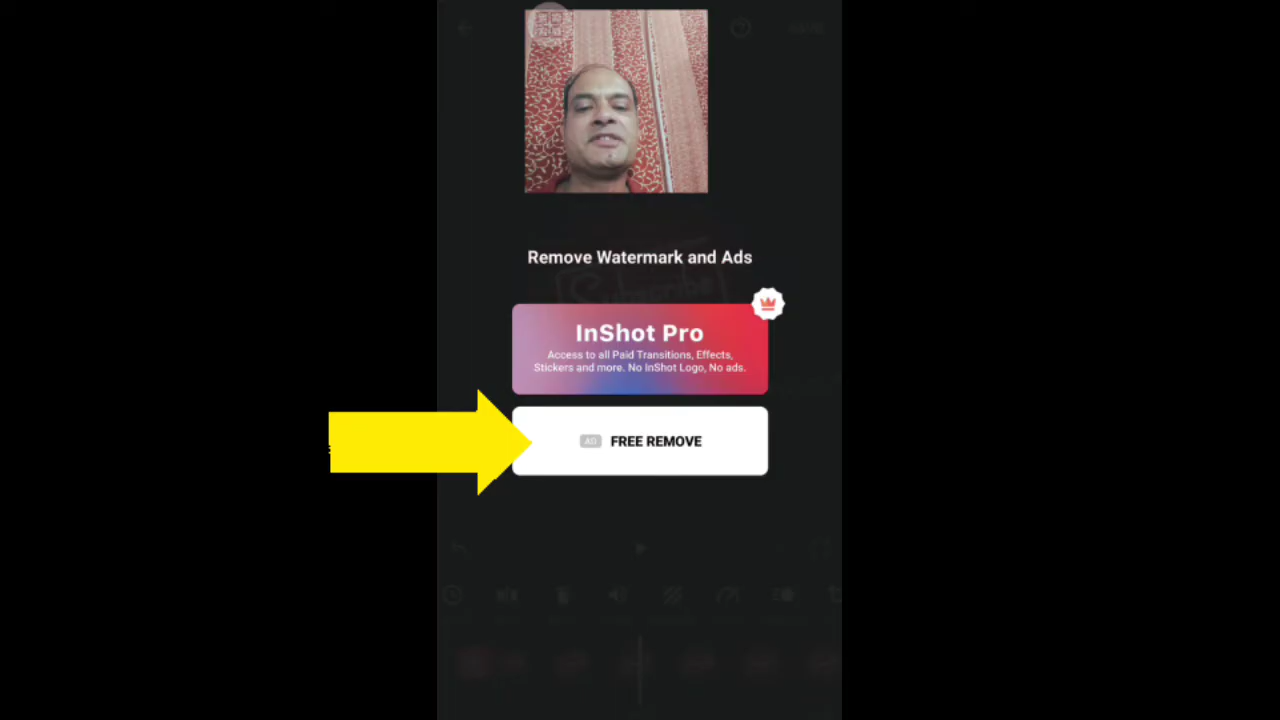 Remove Watermark and Ads
Subscribe
InShot Pro
Access to all Paid Transitions, Effects,
Stickers and more. No InShot Logo, No ads.
AD FREE REMOVE